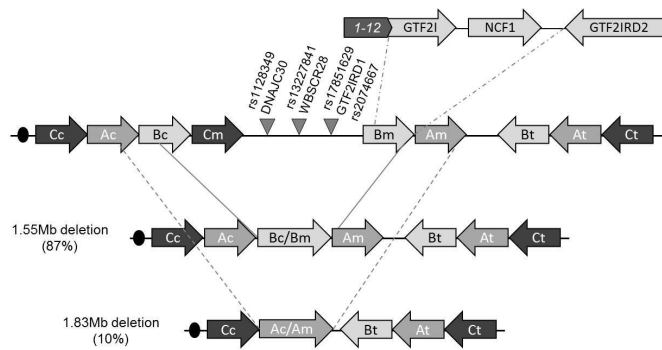 1-12 GTF2I NCF1 GTF2IRD2
rs1128349
DNAJC30
rs13227841
WBSCR28
rs17851629
GTF2IRD1
rs2074667
Cc Ac Bc Cm Bm Am Bt At Ct
1.55Mb deletion
(87%)
Cc Ac Bc/Bm Am Bt At Ct
1.83Mb deletion
(10%)
Cc Ac/Am Bt At Ct